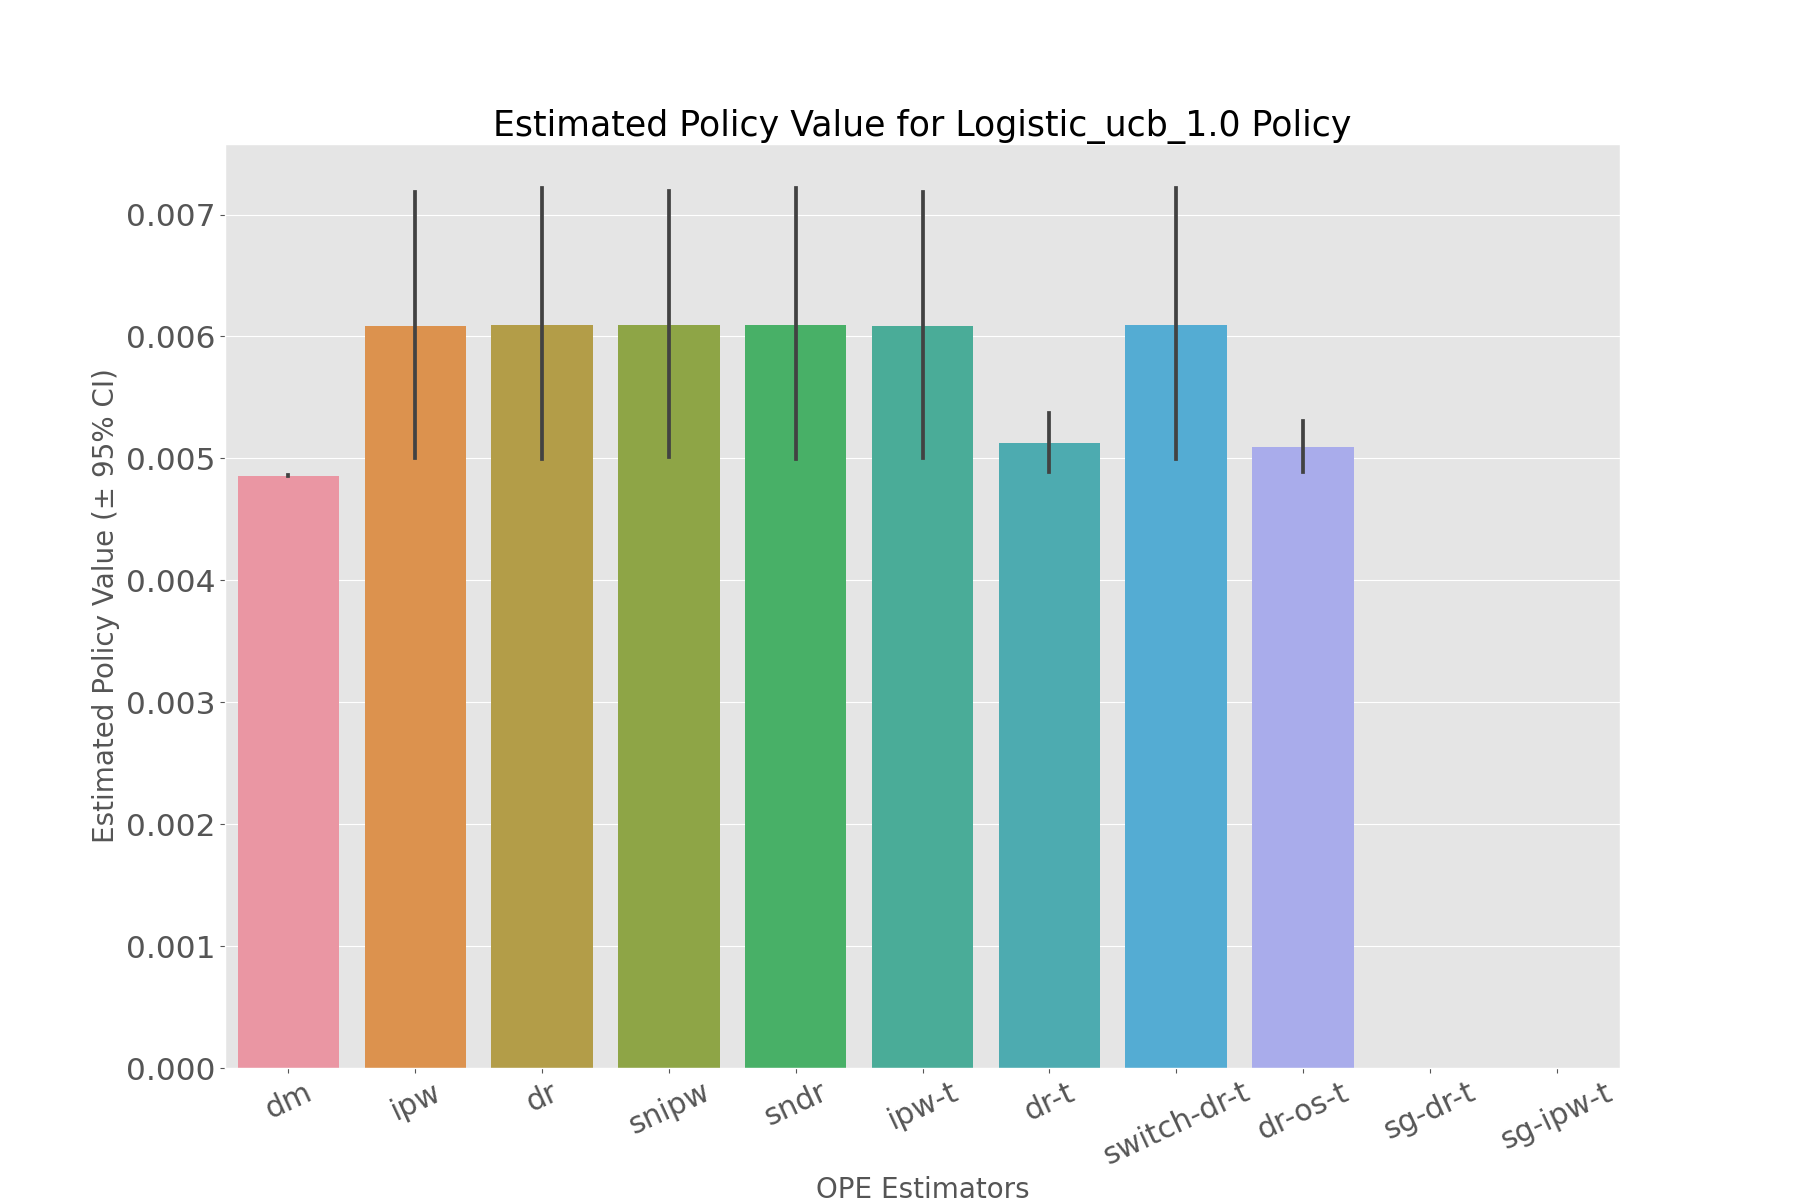 Estimated Policy Value for Logistic_ucb_1.0 Policy
Estimated Policy Value (± 95% CI)
0.007
0.006
0.005
0.004
0.003
0.002
0.001
0.000
dm
ipw
dr
snipw
sndr
ipw-t
dr-t
switch-dr-t
dr-os-t
sg-dr-t
sg-ipw-t
OPE Estimators